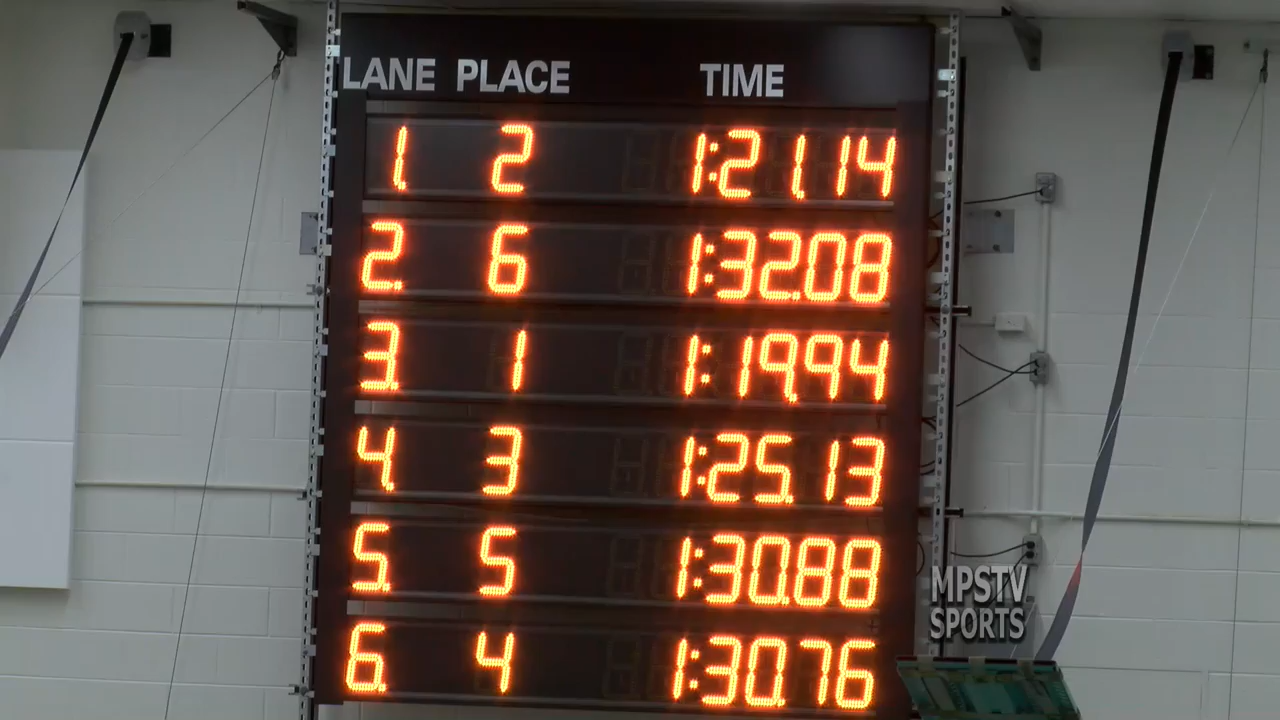 LANE PLACE TIME
1 2 1:21.14
2. 6 1:32.08
3. 1 1:19.94
4. 3 1:25.13
5. 5 1:30.88
6. 4 1:30.76
MPSTV
SPORTS